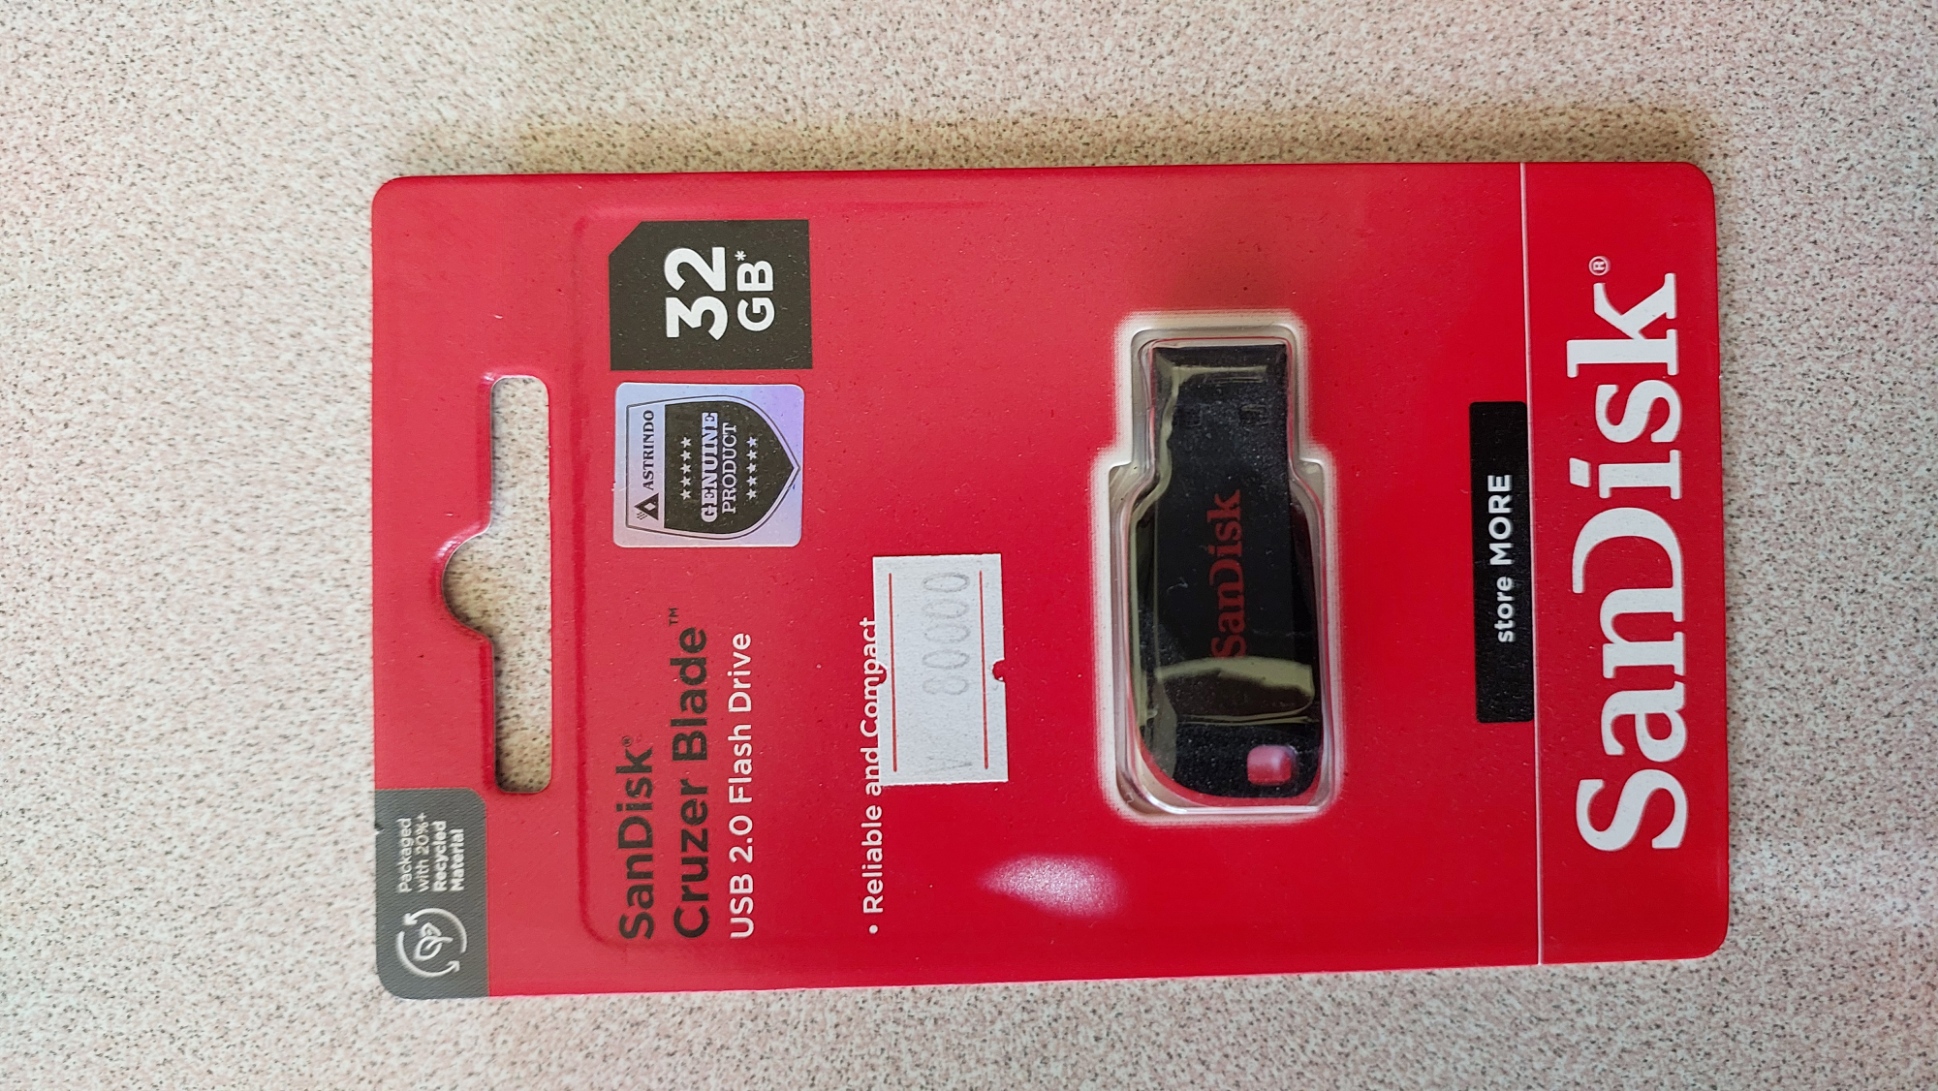 Packaged
with 20%+
Recycled
Material
SanDisk®
Cruzer Blade™
USB 2.0 Flash Drive
ASTRINDO
GENUINE
PRODUCT
32
GB*
• Reliable and Compact
80000
SanDisk
store MORE
SanDisk®